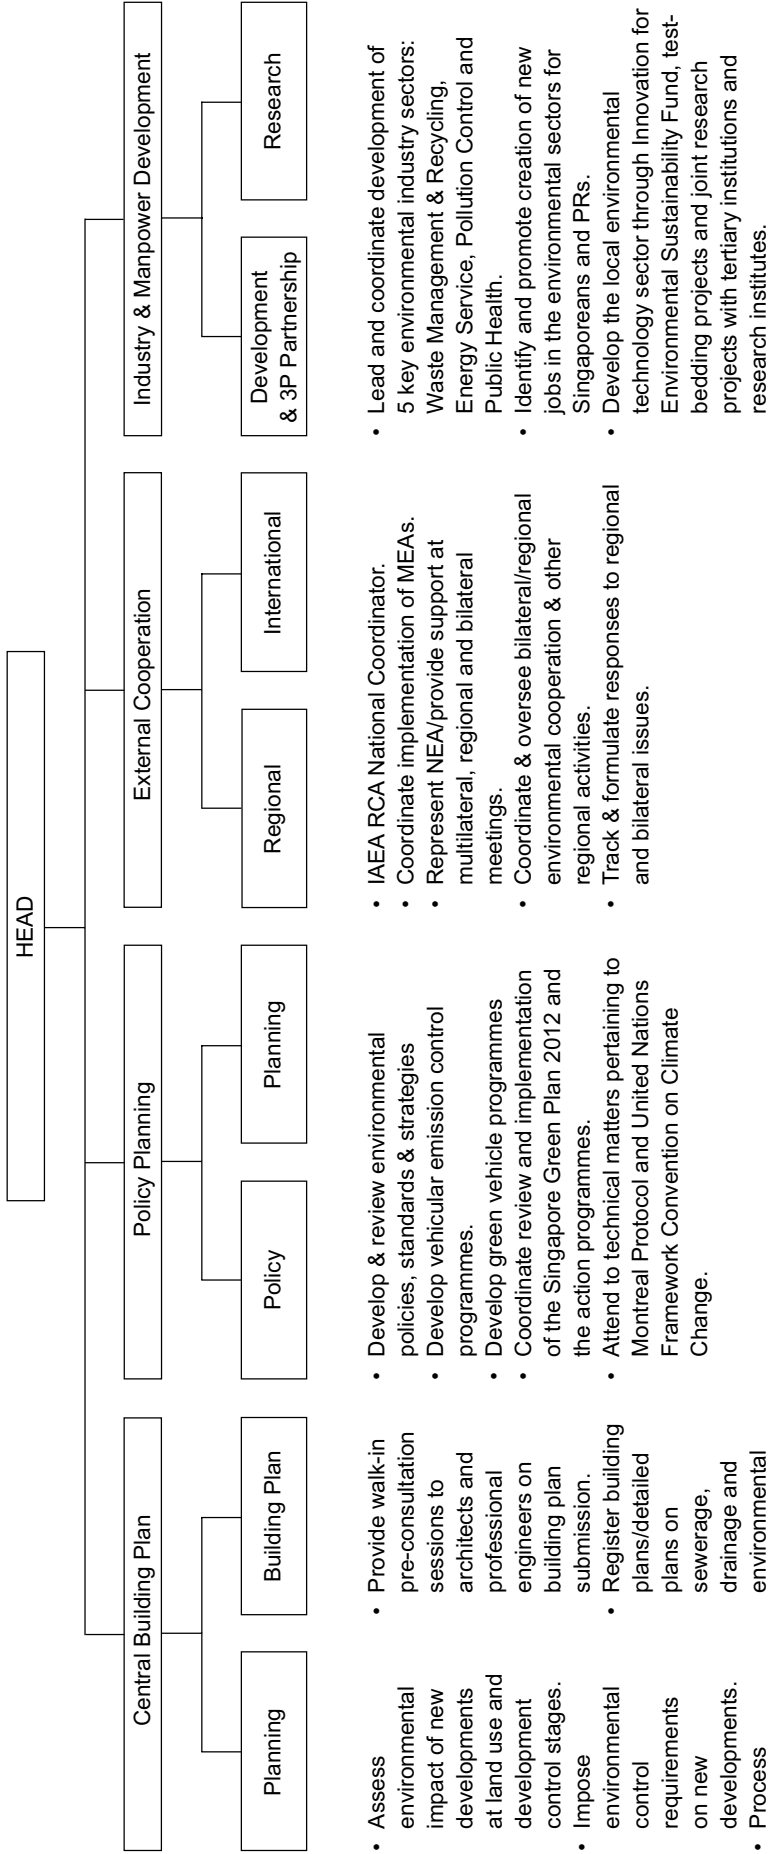 HEAD
Central Building Plan
Policy Planning
External Cooperation
Industry & Manpower Development
Planning
Building Plan
Policy
Planning
Regional
International
Development
& 3P Partnership
Research
• Assess
environmental
impact of new
developments
at land use and
development
control stages.
• Impose
environmental
control
requirements
on new
developments.
• Process
• Provide walk-in
pre-consultation
sessions to
architects and
professional
engineers on
building plan
submission.
• Register building
plans/detailed
plans on
sewerage,
drainage and
environmental
• Develop & review environmental
policies, standards & strategies
• Develop vehicular emission control
programmes.
• Develop green vehicle programmes
• Coordinate review and implementation
of the Singapore Green Plan 2012 and
the action programmes.
• Attend to technical matters pertaining to
Montreal Protocol and United Nations
Framework Convention on Climate
Change.
• IAEA RCA National Coordinator.
• Coordinate implementation of MEAs.
• Represent NEA/provide support at
multilateral, regional and bilateral
meetings.
• Coordinate & oversee bilateral/regional
environmental cooperation & other
regional activities.
• Track & formulate responses to regional
and bilateral issues.
• Lead and coordinate development of
5 key environmental industry sectors:
Waste Management & Recycling,
Energy Service, Pollution Control and
Public Health.
• Identify and promote creation of new
jobs in the environmental sectors for
Singaporeans and PRs.
• Develop the local environmental
technology sector through Innovation for
Environmental Sustainability Fund, test-
bedding projects and joint research
projects with tertiary institutions and
research institutes.